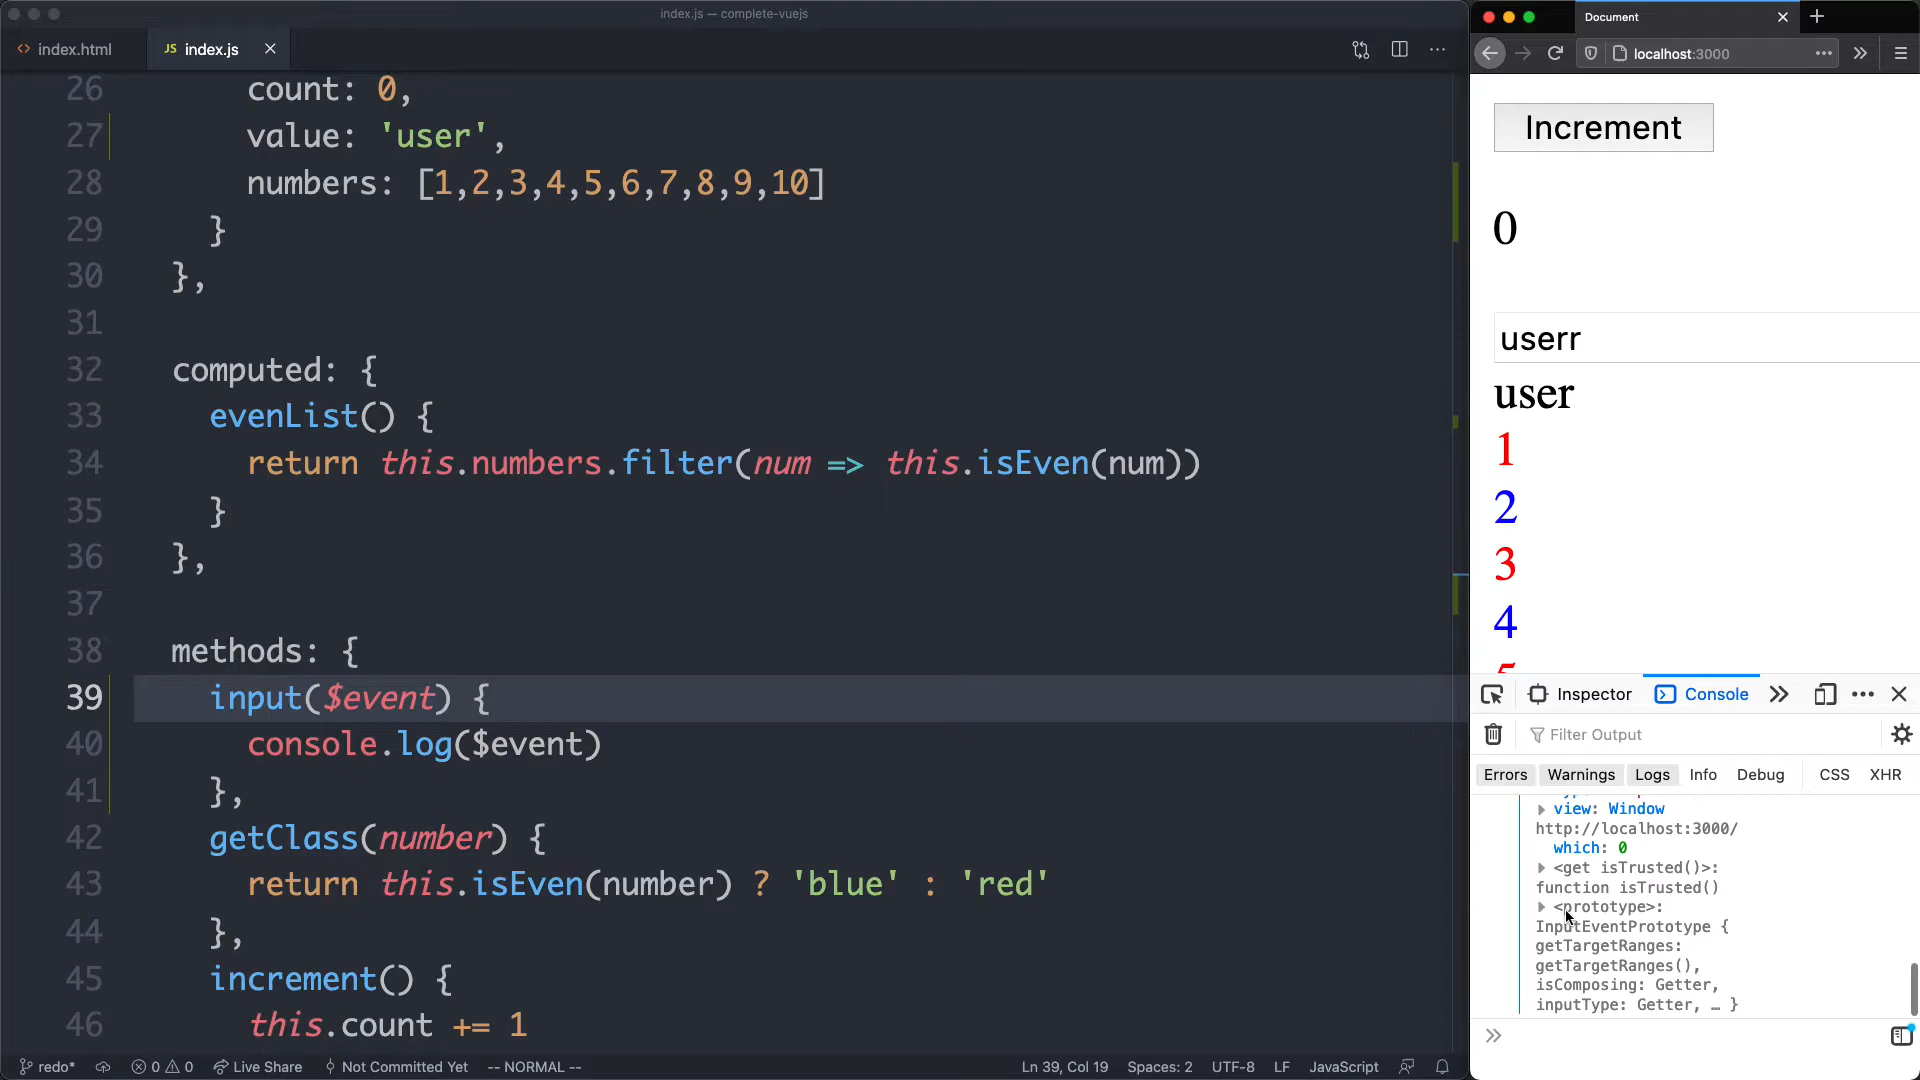 index.js — complete-vuejs
index.html
JS index.js
26 count: 0,
27 value: 'user',
28 numbers: [1,2,3,4,5,6,7,8,9,10]
29 }
30 },
31
32 computed: {
33 evenList() {
34 return this.numbers.filter(num => this.isEven(num))
35 }
36 },
37
38 methods: {
39 input($event) {
40 console.log($event)
41 },
42 getClass(number) {
43 return this.isEven(number) ? 'blue' : 'red'
44 },
45 increment() {
46 this.count += 1
redo* 0 0 Live Share Not Committed Yet -- NORMAL -- Ln 39, Col 19 Spaces: 2 UTF-8 LF JavaScript
Document
localhost:3000
Increment
0
userr
user
1
2
3
4
Inspector Console
Filter Output
Errors Warnings Logs Info Debug CSS XHR
view: Window
http://localhost:3000/
which: 0
<get isTrusted()>:
function isTrusted()
<prototype>:
InputEventPrototype {
getTargetRanges:
getTargetRanges(),
isComposing: Getter,
inputType: Getter, … }